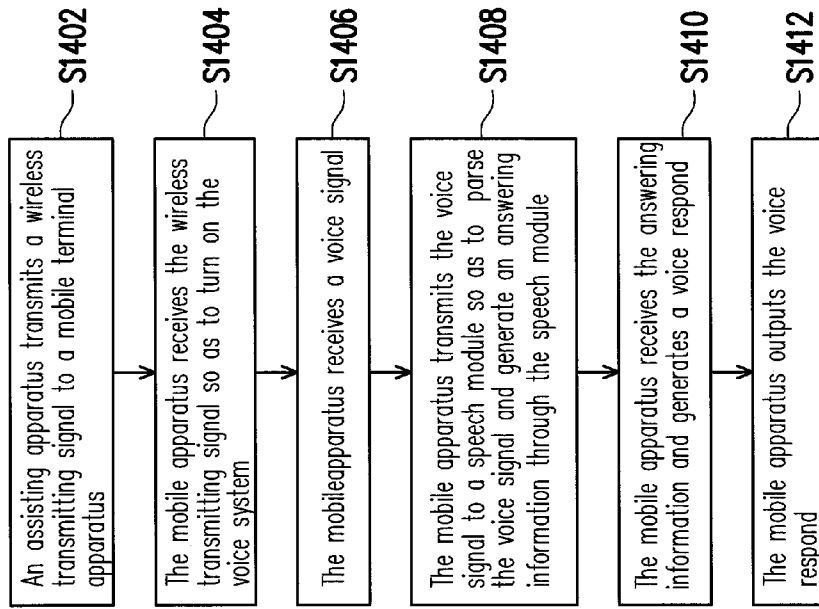 An assisting apparatus transmits a wireless
transmitting signal to a mobile terminal
apparatus
S1402
The mobile apparatus receives the wireless
transmitting signal so as to turn on the
voice system
S1404
The mobileapparatus receives a voice signal
S1406
The mobile apparatus transmits the voice
signal to a speech module so as to parse
the voice signal and generate an answering
information through the speech module
S1408
The mobile apparatus receives the answering
information and generates a voice respond
S1410
The mobile apparatus outputs the voice
respond
S1412